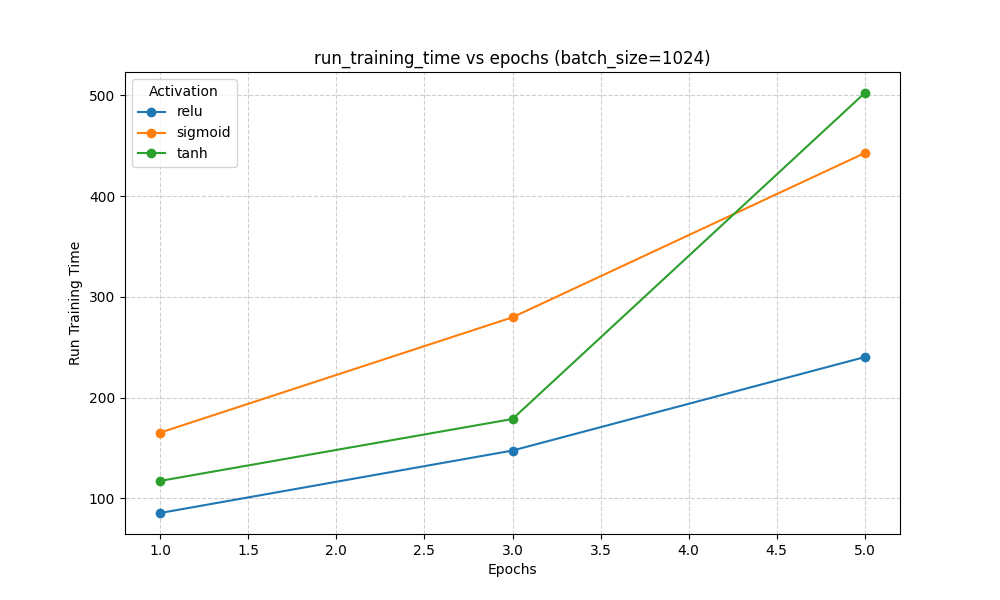 run_training_time vs epochs (batch_size=1024)
Activation
relu
sigmoid
tanh
Run Training Time
500
400
300
200
100
1.0 1.5 2.0 2.5 3.0 3.5 4.0 4.5 5.0
Epochs